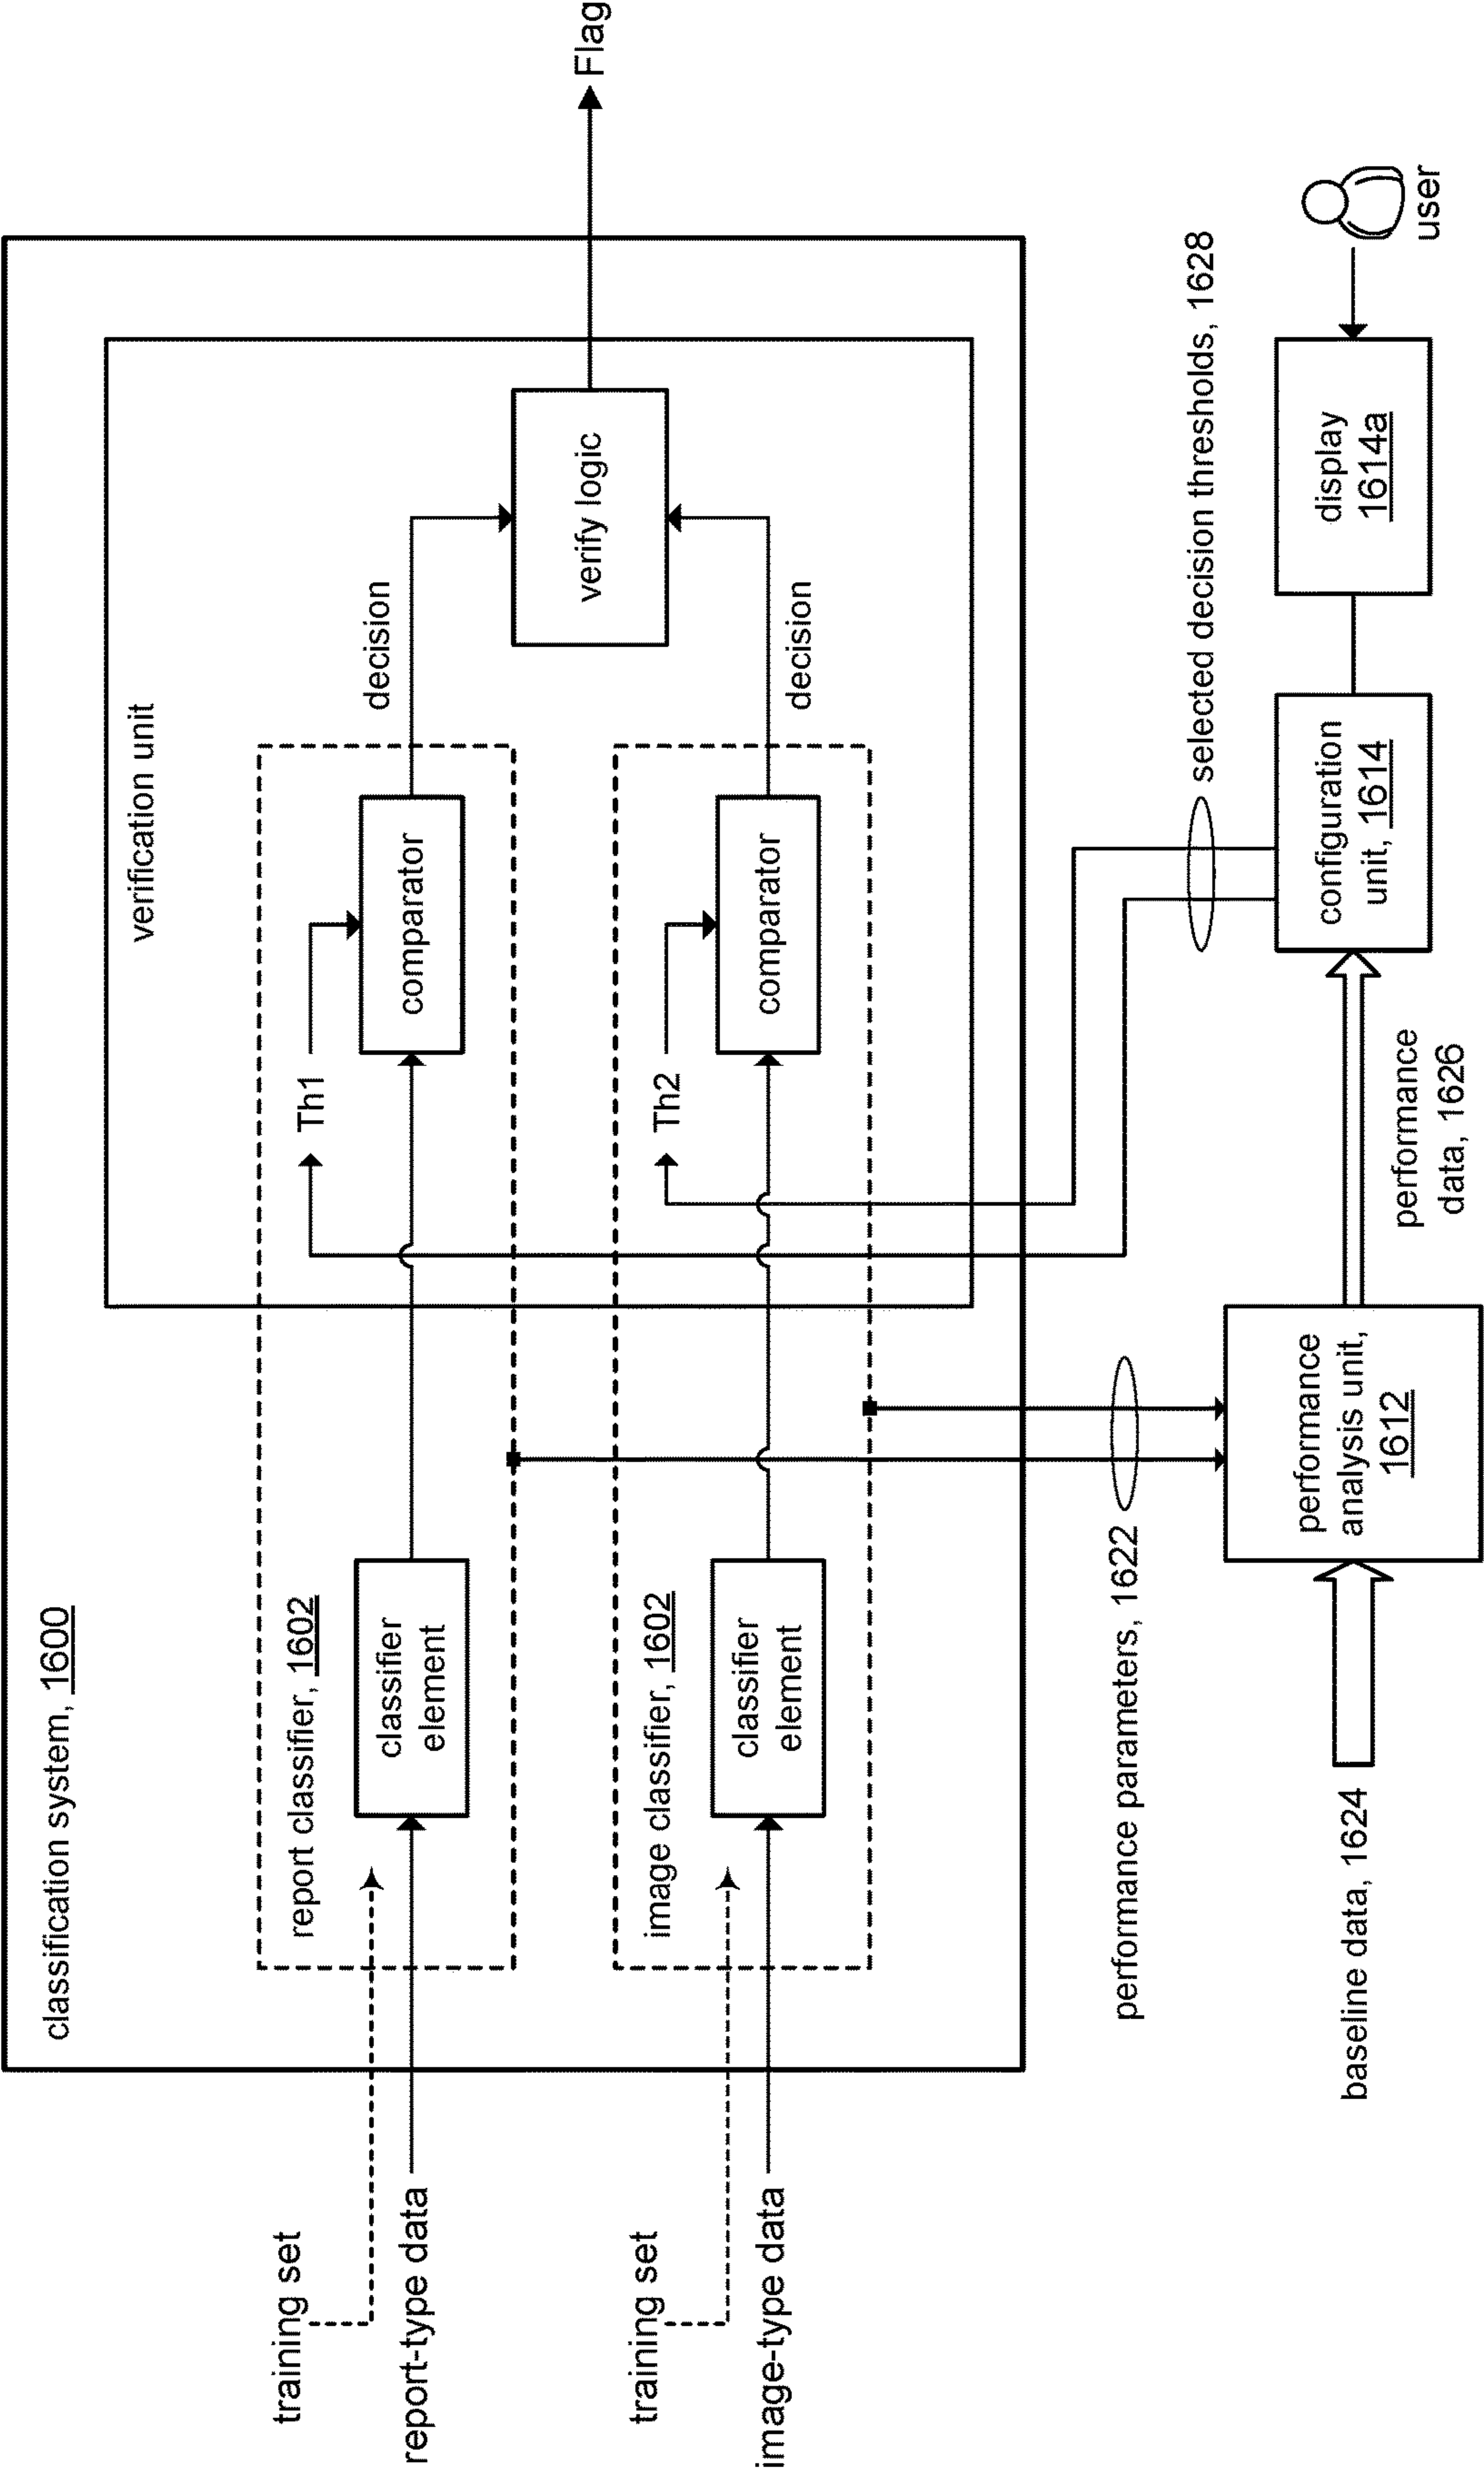 classification system, 1600
verification unit
training set
report-type data
report classifier, 1602
classifier
element
Th1
comparator
decision
training set
image-type data
image classifier, 1602
classifier
element
Th2
comparator
decision
verify logic
Flag
performance parameters, 1622
selected decision thresholds, 1628
baseline data, 1624
performance
analysis unit,
1612
performance
data, 1626
configuration
unit, 1614
display
1614a
user